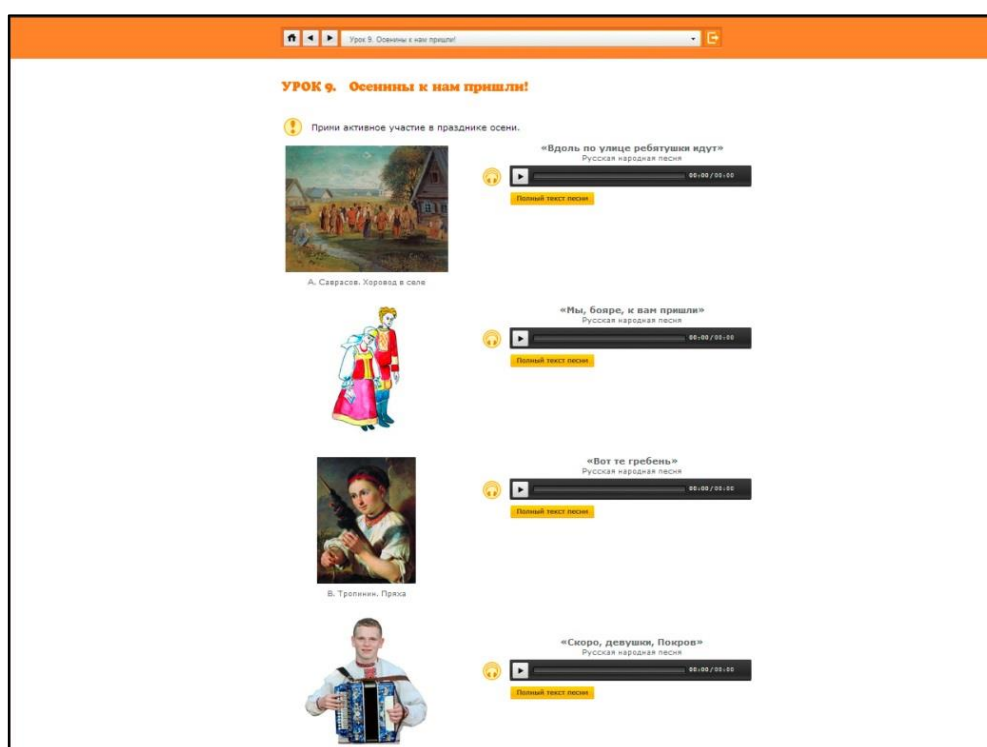 Урок 9. Осенины к нам пришли!
УРОК 9. Осенины к нам пришли!
Прими активное участие в празднике осени.
«Вдоль по улице ребятушки идут»
Русская народная песня
00:00/00:00
Полный текст песни
А. Саврасов. Хоровод в селе
«Мы, бояре, к вам пришли»
Русская народная песня
00:00/00:00
Полный текст песни
«Вот те гребень»
Русская народная песня
00:00/00:00
Полный текст песни
В. Тропинин. Пряха
«Скоро, девушки, Покров»
Русская народная песня
00:00/00:00
Полный текст песни